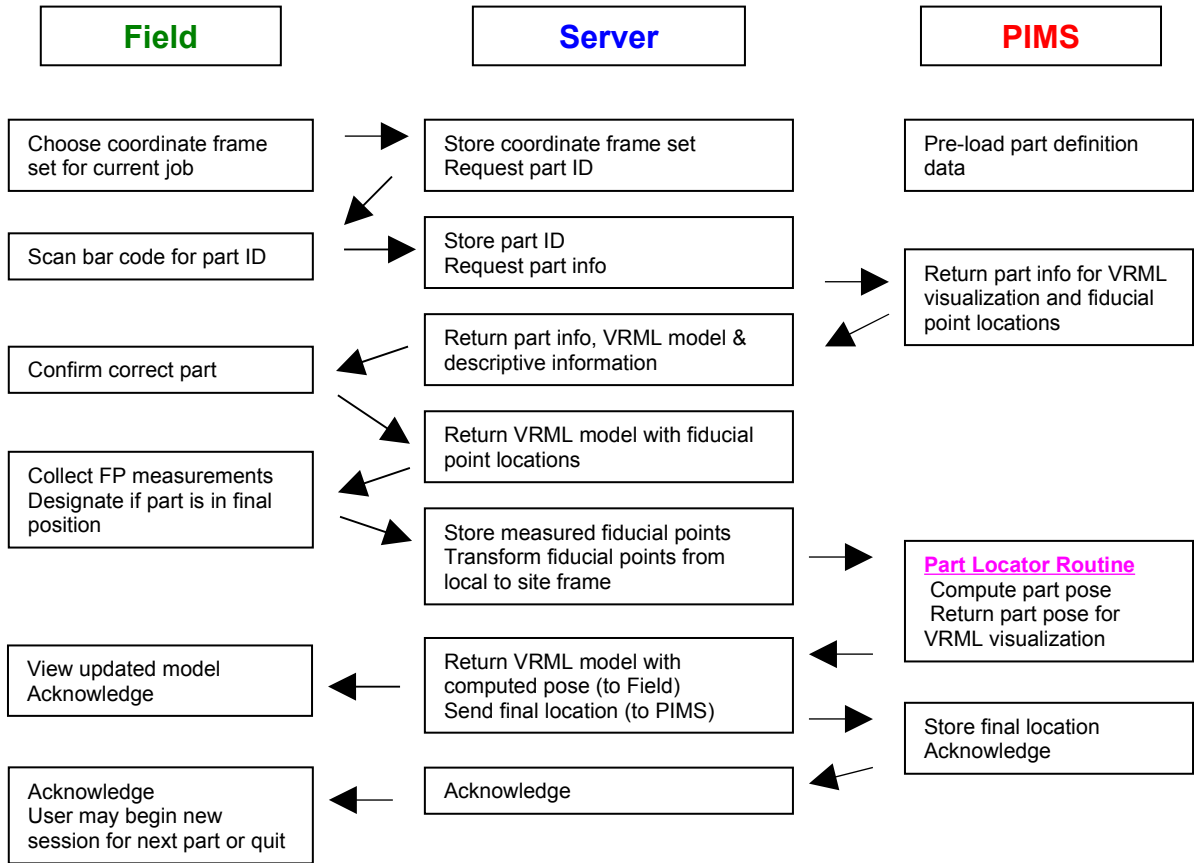 Field
Server
PIMS
Choose coordinate frame
set for current job
Store coordinate frame set
Request part ID
Pre-load part definition
data
Scan bar code for part ID
Store part ID
Request part info
Return part info for VRML
visualization and fiducial
point locations
Return part info, VRML model &
descriptive information
Confirm correct part
Return VRML model with fiducial
point locations
Collect FP measurements
Designate if part is in final
position
Store measured fiducial points
Transform fiducial points from
local to site frame
Part Locator Routine
Compute part pose
Return part pose for
VRML visualization
View updated model
Acknowledge
Return VRML model with
computed pose (to Field)
Send final location (to PIMS)
Store final location
Acknowledge
Acknowledge
User may begin new
session for next part or quit
Acknowledge